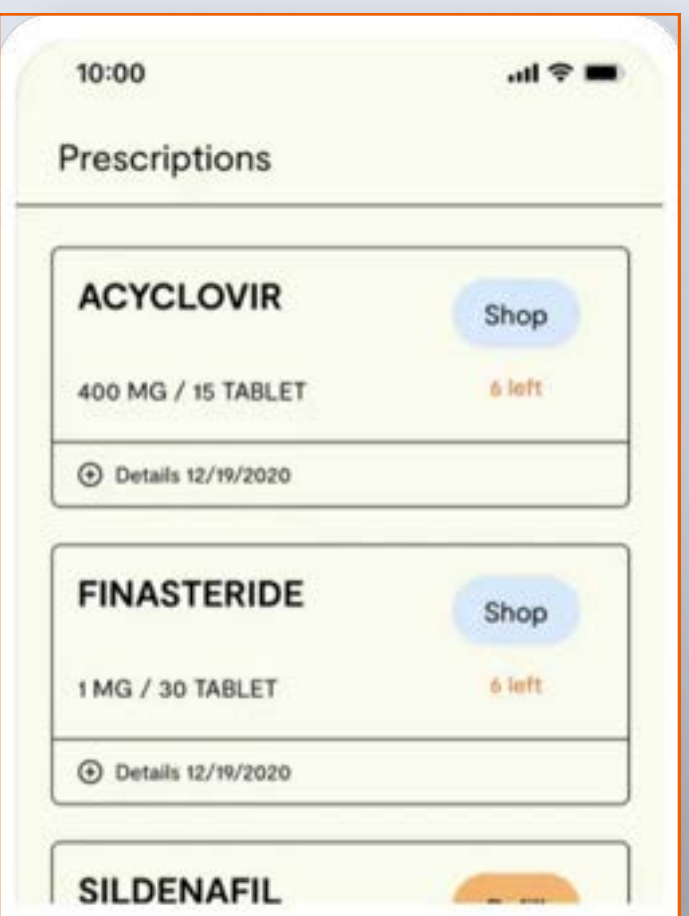 10:00
Prescriptions
ACYCLOVIR
Shop
400 MG / 15 TABLET
6 left
Details 12/19/2020
FINASTERIDE
Shop
1 MG / 30 TABLET
6 left
Details 12/19/2020
SILDENAFIL